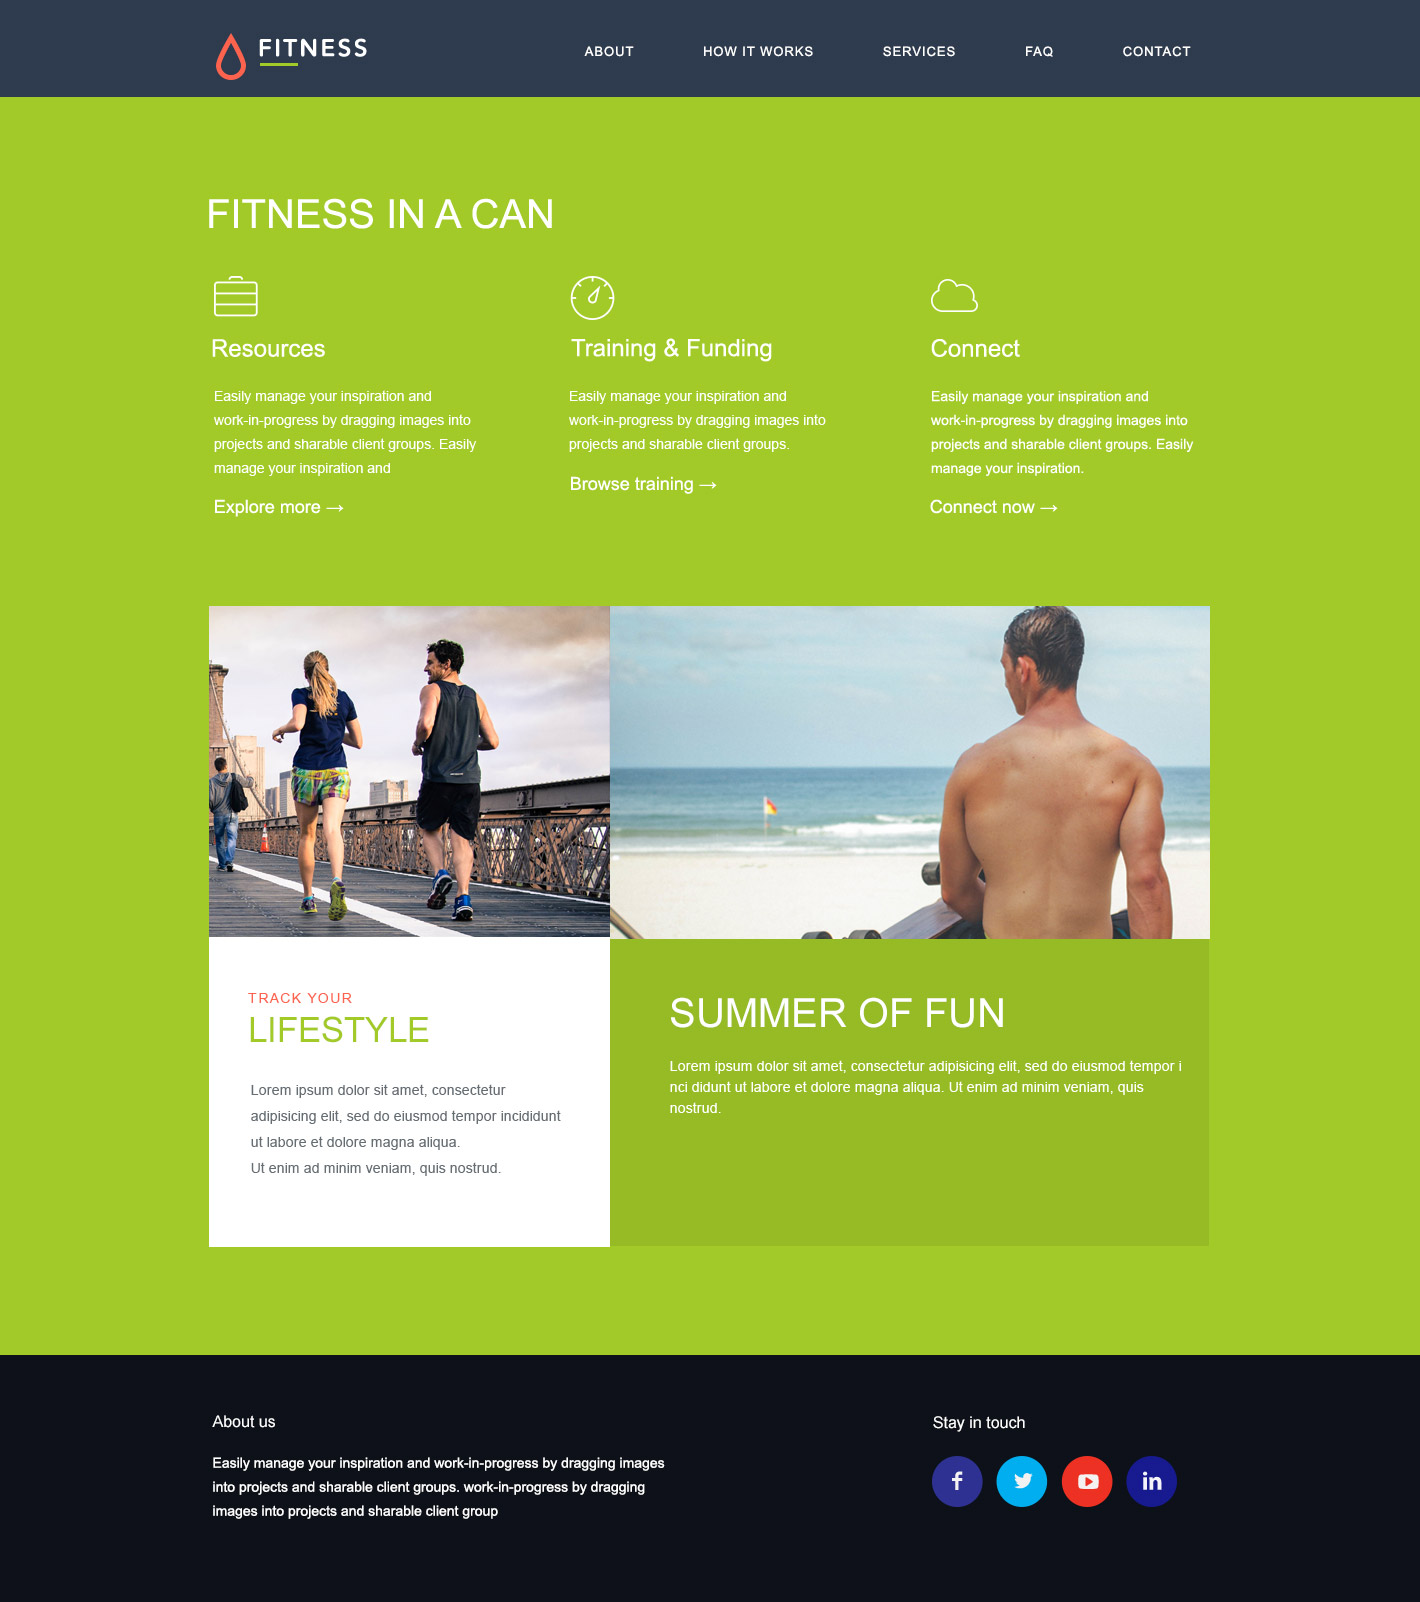 FITNESS
ABOUT HOW IT WORKS SERVICES FAQ CONTACT
FITNESS IN A CAN
Resources
Easily manage your inspiration and
work-in-progress by dragging images into
projects and sharable client groups. Easily
manage your inspiration and
Explore more →
Training & Funding
Easily manage your inspiration and
work-in-progress by dragging images into
projects and sharable client groups.
Browse training →
Connect
Easily manage your inspiration and
work-in-progress by dragging images into
projects and sharable client groups. Easily
manage your inspiration.
Connect now →
TRACK YOUR
LIFESTYLE
Lorem ipsum dolor sit amet, consectetur
adipisicing elit, sed do eiusmod tempor incididunt
ut labore et dolore magna aliqua.
Ut enim ad minim veniam, quis nostrud.
SUMMER OF FUN
Lorem ipsum dolor sit amet, consectetur adipisicing elit, sed do eiusmod tempor i
nci didunt ut labore et dolore magna aliqua. Ut enim ad minim veniam, quis
nostrud.
About us
Easily manage your inspiration and work-in-progress by dragging images
into projects and sharable client groups. work-in-progress by dragging
images into projects and sharable client group
Stay in touch
f in